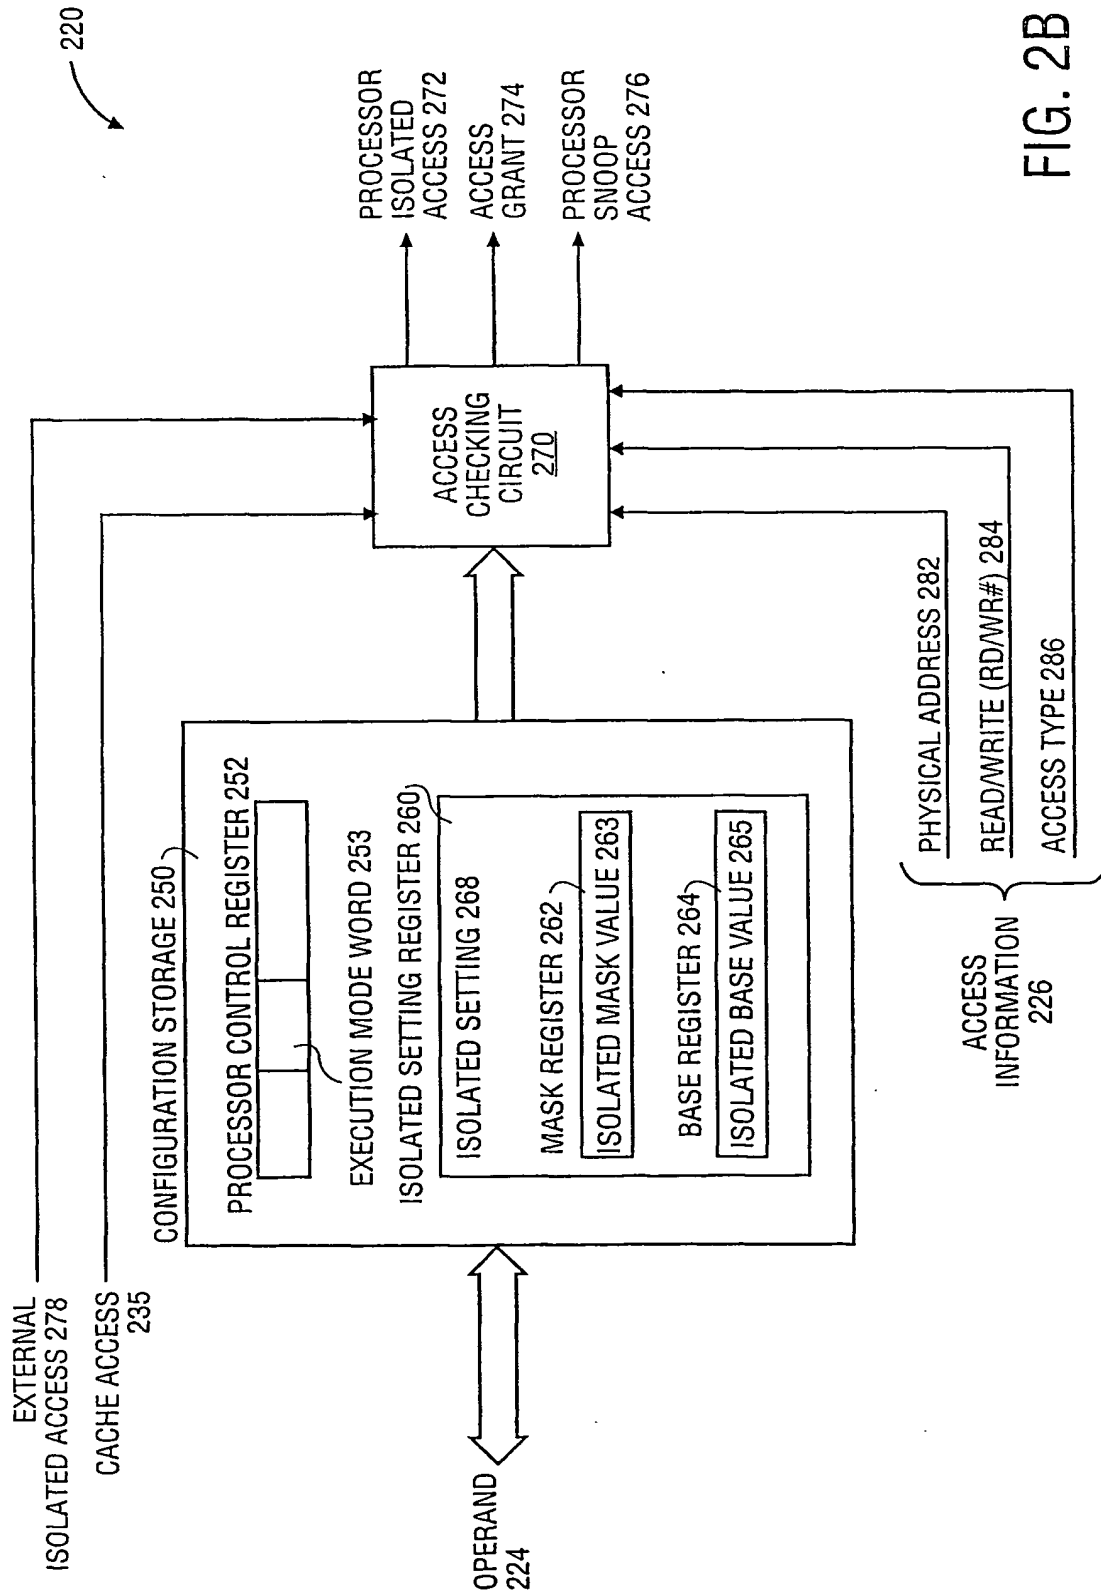 220
EXTERNAL
ISOLATED ACCESS 278
CACHE ACCESS
235
CONFIGURATION STORAGE 250
PROCESSOR CONTROL REGISTER 252
EXECUTION MODE WORD 253
ISOLATED SETTING REGISTER 260
ISOLATED SETTING 268
MASK REGISTER 262
ISOLATED MASK VALUE 263
BASE REGISTER 264
ISOLATED BASE VALUE 265
OPERAND
224
ACCESS
CHECKING
CIRCUIT
270
PROCESSOR
ISOLATED
ACCESS 272
ACCESS
GRANT 274
PROCESSOR
SNOOP
ACCESS 276
ACCESS
INFORMATION
226
PHYSICAL ADDRESS 282
READ/WRITE (RD/WR#) 284
ACCESS TYPE 286
FIG. 2B